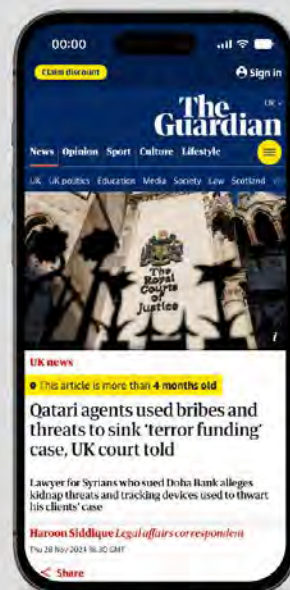 00:00
Claim discount
Sign in
The
Guardian
UK
News Opinion Sport Culture Lifestyle
UK UK politics Education Media Society Law Scotland
The
Royal
Courts
of
Justice
i
UK news
This article is more than 4 months old
Qatari agents used bribes and
threats to sink ‘terror funding’
case, UK court told
Lawyer for Syrians who sued Doha Bank alleges
kidnap threats and tracking devices used to thwart
his clients’ case
Haroon Siddique Legal affairs correspondent
Thu 28 Nov 2024 16.30 GMT
Share